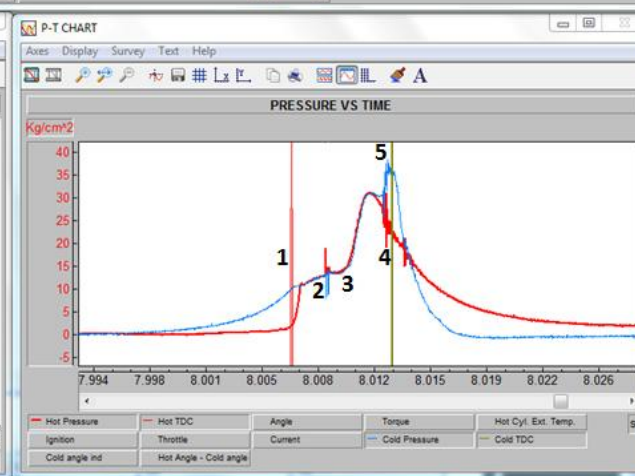 P-T CHART
Axes Display Survey Text Help
A
PRESSURE VS TIME
Kg/cm^2
40
35
30
25
20
15
10
5
0
-5
1
2
3
4
5
7.994 7.998 8.001 8.005 8.008 8.012 8.015 8.019 8.022 8.026
Hot Pressure Hot TDC Angle Torque Hot Cyl. Ext. Temp.
Ignition Throttle Current Cold Pressure Cold TDC
Cold angle ind Hot Angle - Cold angle